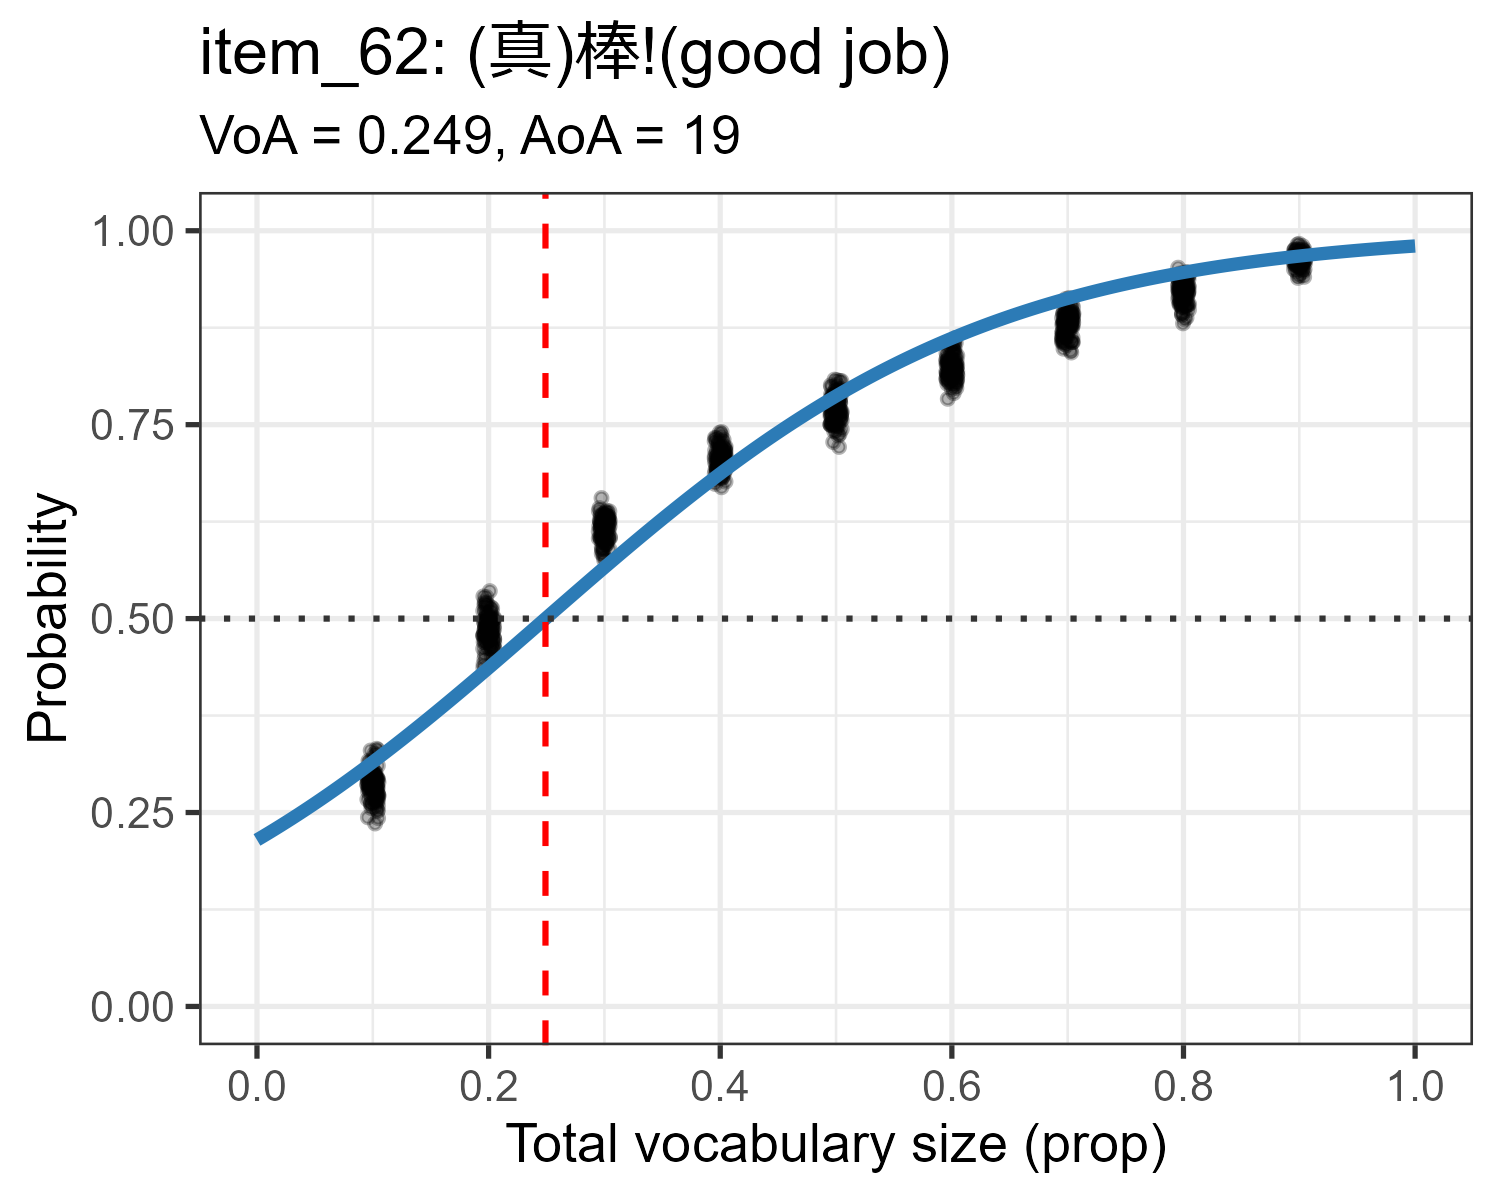 item_62: (真)棒!(good job)
VoA = 0.249, AoA = 19
1.00
0.75
0.50
0.25
0.00
Probability
0.0 0.2 0.4 0.6 0.8 1.0
Total vocabulary size (prop)